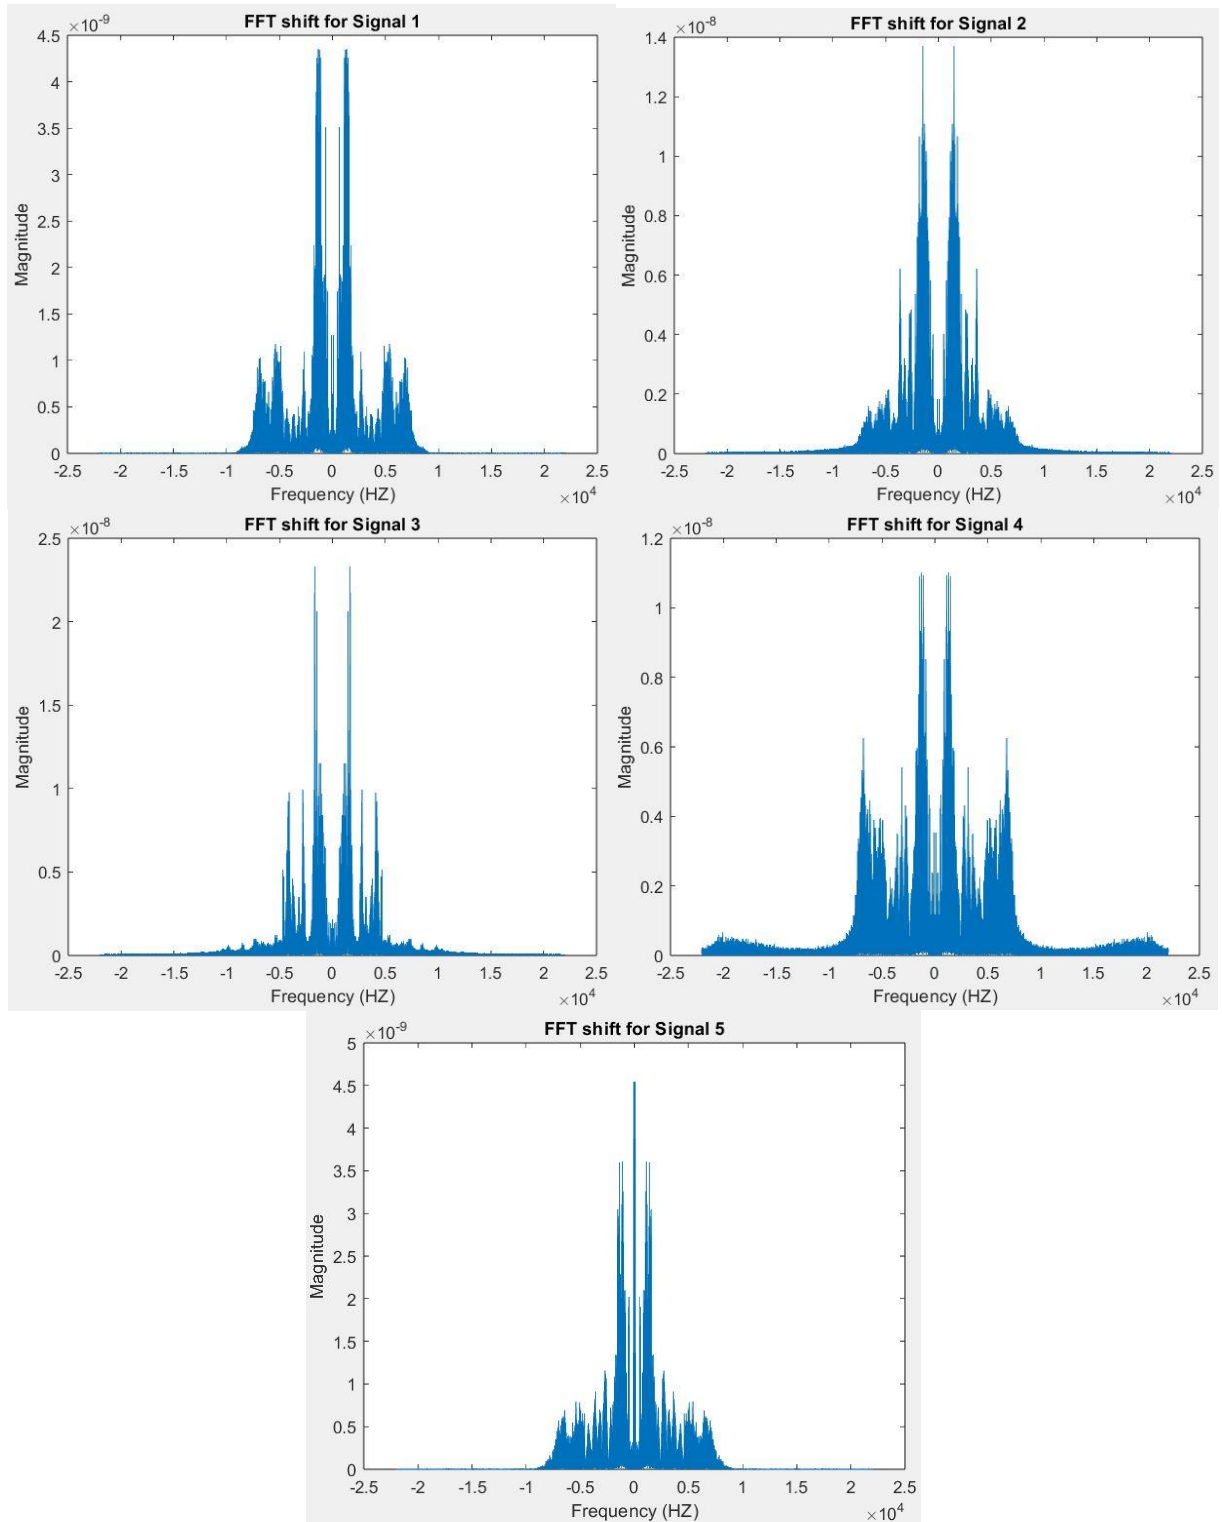 FFT shift for Signal 1
×10^-9
4.5
4
3.5
3
2.5
2
1.5
1
0.5
0
Magnitude
-2.5 -2 -1.5 -1 -0.5 0 0.5 1 1.5 2 2.5
Frequency (HZ)
×10^4
FFT shift for Signal 2
×10^-8
1.4
1.2
1
0.8
0.6
0.4
0.2
0
Magnitude
-2.5 -2 -1.5 -1 -0.5 0 0.5 1 1.5 2 2.5
Frequency (HZ)
×10^4
FFT shift for Signal 3
×10^-8
2.5
2
1.5
1
0.5
0
Magnitude
-2.5 -2 -1.5 -1 -0.5 0 0.5 1 1.5 2 2.5
Frequency (HZ)
×10^4
FFT shift for Signal 4
×10^-8
1.2
1
0.8
0.6
0.4
0.2
0
Magnitude
-2.5 -2 -1.5 -1 -0.5 0 0.5 1 1.5 2 2.5
Frequency (HZ)
×10^4
FFT shift for Signal 5
×10^-9
5
4.5
4
3.5
3
2.5
2
1.5
1
0.5
0
Magnitude
-2.5 -2 -1.5 -1 -0.5 0 0.5 1 1.5 2 2.5
Frequency (HZ)
×10^4